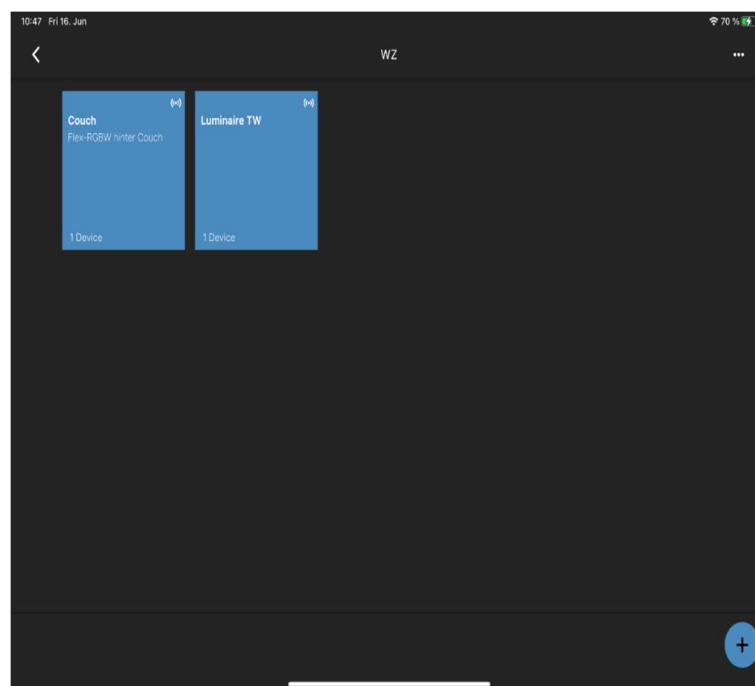 10:47 Fri 16. Jun
70 %
WZ
Couch
Flex-RGBW hinter Couch
1 Device
Luminaire TW
1 Device